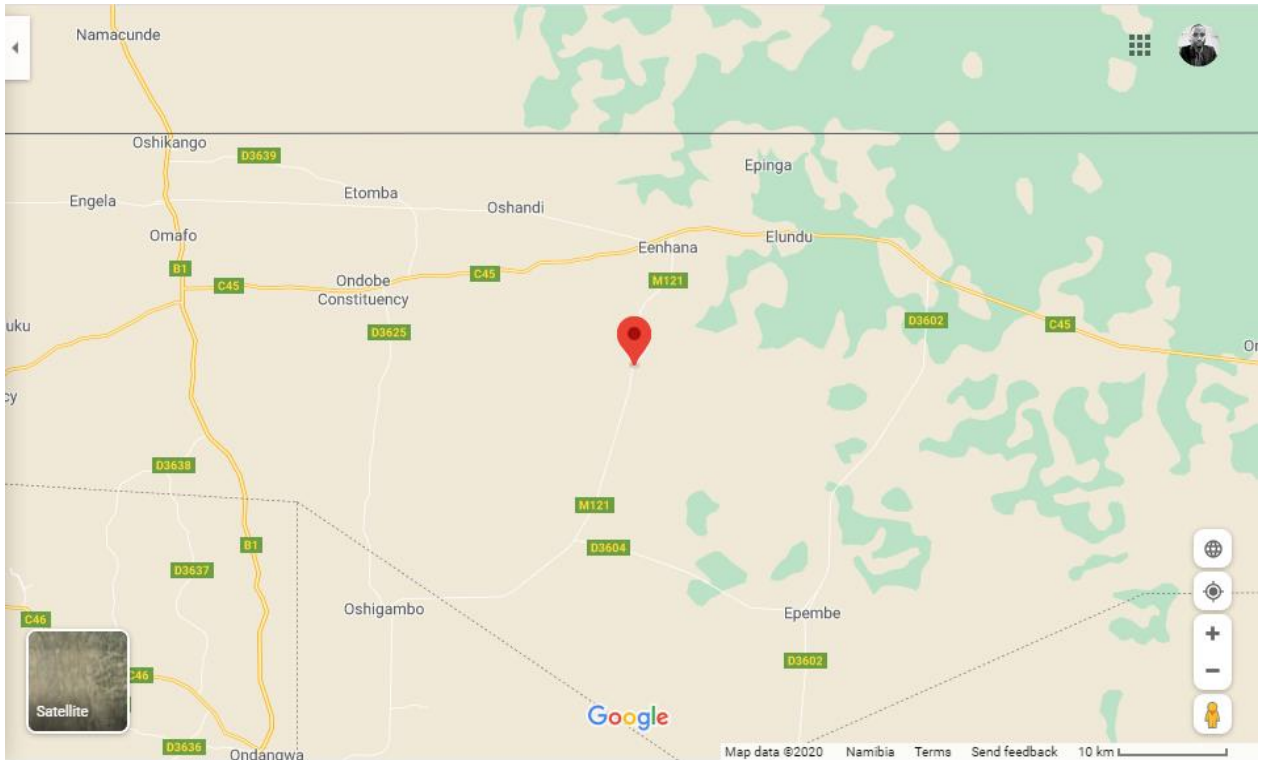 Namacunde
Oshikango
D3639
Epinga
Engela
Etomba
Oshandi
Omafo
Eenhana
Elundu
B1
C45
Ondobe
Constituency
C45
M121
uku
D3625
D3602
C45
Or
cy
D3638
M121
B1
D3604
D3637
Oshigambo
Epembe
C46
D3602
C46
Satellite
Google
D3636
Ondangwa
Map data ©2020 Namibia Terms Send feedback 10 km